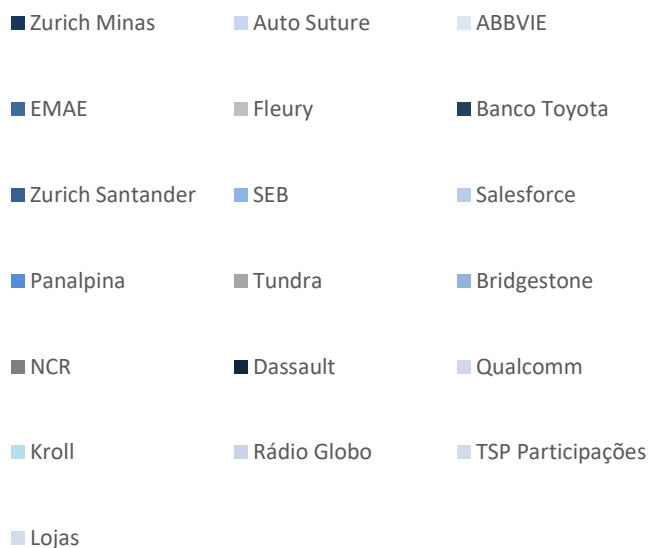 Zurich Minas Auto Suture ABBVIE
EMAE Fleury Banco Toyota
Zurich Santander SEB Salesforce
Panalpina Tundra Bridgestone
NCR Dassault Qualcomm
Kroll Rádio Globo TSP Participações
Lojas